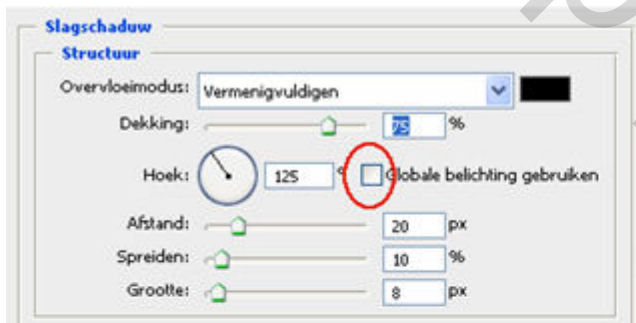 Slagschaduw
Structuur
Overvloeimodus: Vermenigvuldigen
Dekking: 75 %
Hoek: 125 ° Globale belichting gebruiken
Afstand: 20 px
Spreiden: 10 %
Grootte: 8 px